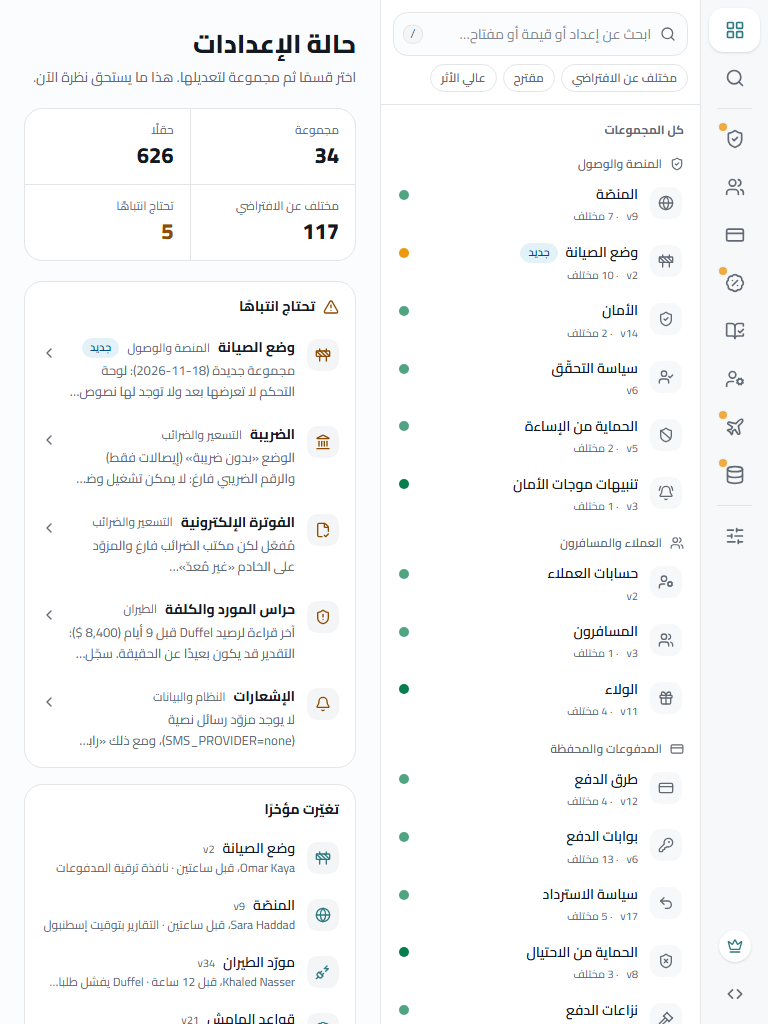 ابحث عن إعداد أو قيمة أو مفتاح...
/
مختلف عن الافتراضي
مقترح
عالي الأثر
كل المجموعات
المنصة والوصول
المنصّة
v9 · 7 مختلف
وضع الصيانة جديد
v2 · 10 مختلف
الأمان
v14 · 2 مختلف
سياسة التحقّق
v6
الحماية من الإساءة
v5 · 2 مختلف
تنبيهات موجات الأمان
v3 · 1 مختلف
العملاء والمسافرون
حسابات العملاء
v2
المسافرون
v3 · 1 مختلف
الولاء
v11 · 4 مختلف
المدفوعات والمحفظة
طرق الدفع
v12 · 4 مختلف
بوابات الدفع
v6 · 13 مختلف
سياسة الاسترداد
v17 · 5 مختلف
الحماية من الاحتيال
v8 · 3 مختلف
نزاعات الدفع
حالة الإعدادات
اختر قسمًا ثم مجموعة لتعديلها. هذا ما يستحق نظرة الآن.
مجموعة
34
حقلًا
626
مختلف عن الافتراضي
117
تحتاج انتباهًا
5
تحتاج انتباهًا
وضع الصيانة المنصة والوصول جديد
مجموعة جديدة (2026-11-18): لوحة
التحكم لا تعرضها بعد ولا توجد لها نصوص...
الضريبة التسعير والضرائب
الوضع «بدون ضريبة» (إيصالات فقط)
والرقم الضريبي فارغ: لا يمكن تشغيل وضـ...
الفوترة الإلكترونية التسعير والضرائب
مُفعّل لكن مكتب الضرائب فارغ والمزوّد
على الخادم «غير مُعدّ»...
حراس المورد والكلفة الطيران
آخر قراءة لرصيد Duffel قبل 9 أيام (8,400 $):
التقدير قد يكون بعيدًا عن الحقيقة. سجّل...
الإشعارات النظام والبيانات
لا يوجد مزوّد رسائل نصية
(SMS_PROVIDER=none)، ومع ذلك «رابـ...
تغيّرت مؤخرًا
وضع الصيانة v2
Omar Kaya، قبل ساعتين · نافذة ترقية المدفوعات
المنصّة v9
Sara Haddad، قبل ساعتين · التقارير بتوقيت إسطنبول
مورّد الطيران v34
Khaled Nasser، قبل 12 ساعة · Duffel يفشل طلبا...
قواعد الهامش v21